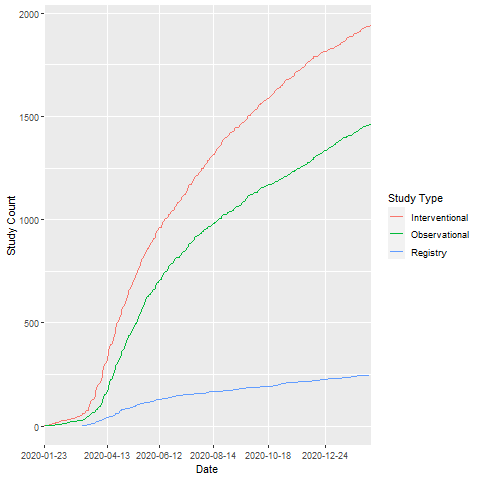 2000
1500
1000
500
0
Study Count
2020-01-23 2020-04-13 2020-06-12 2020-08-14 2020-10-18 2020-12-24
Date
Study Type
Interventional
Observational
Registry